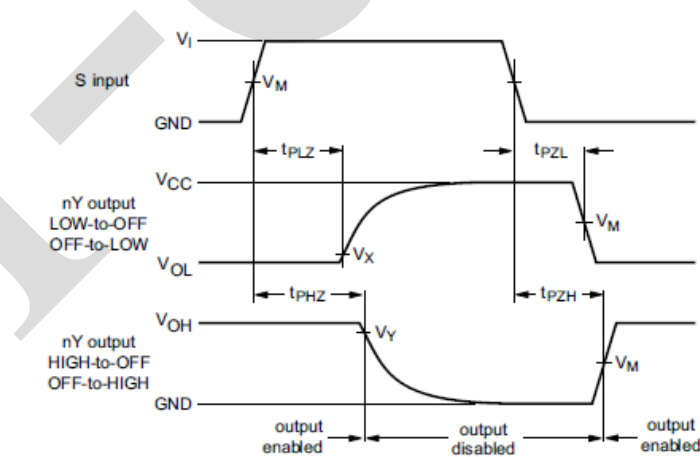 VI
S input
VM
GND
tPLZ
tPZL
VCC
nY output
LOW-to-OFF
OFF-to-LOW
VM
VX
VOL
tPHZ
tPZH
VOH
nY output
HIGH-to-OFF
OFF-to-HIGH
VY
VM
GND
output
enabled
output
disabled
output
enabled